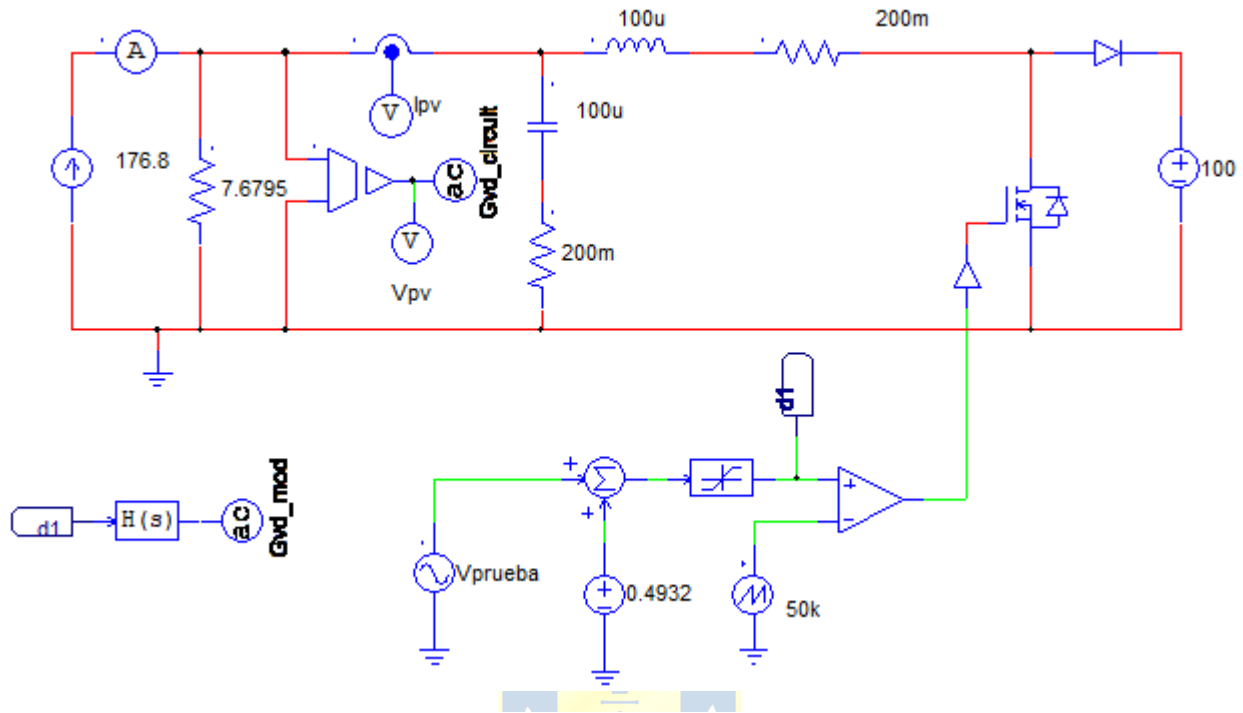 100u
200m
A
V
Ipv
100u
176.8
7.6795
ac
Gvd_circuit
100
V
200m
Vpv
d1
d1
H(s)
ac
Gvd_mod
Σ
Vprueba
0.4932
50k